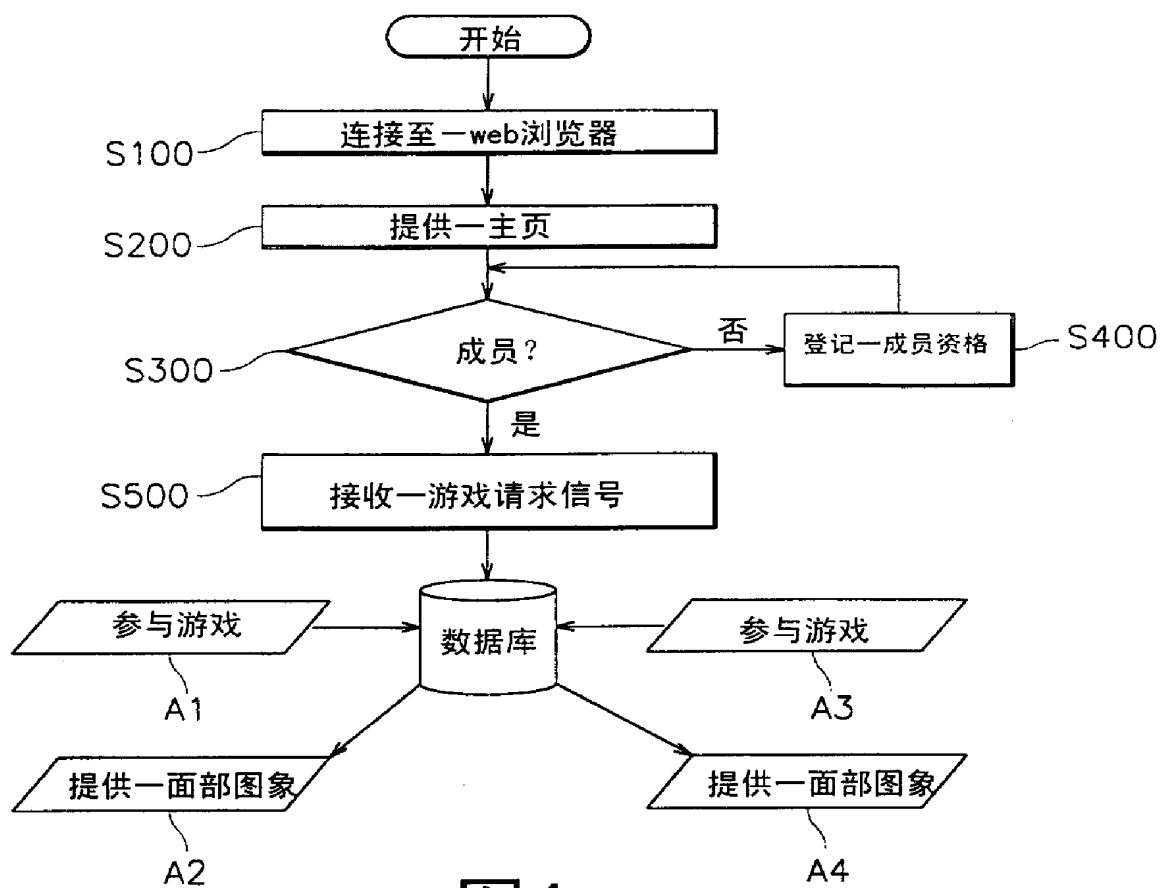 开始
连接至一web浏览器
S100
提供一主页
S200
成员?
S300
否
登记一成员资格
S400
是
接收一游戏请求信号
S500
参与游戏
数据库
参与游戏
A1
A3
提供一面部图象
提供一面部图象
A2
A4